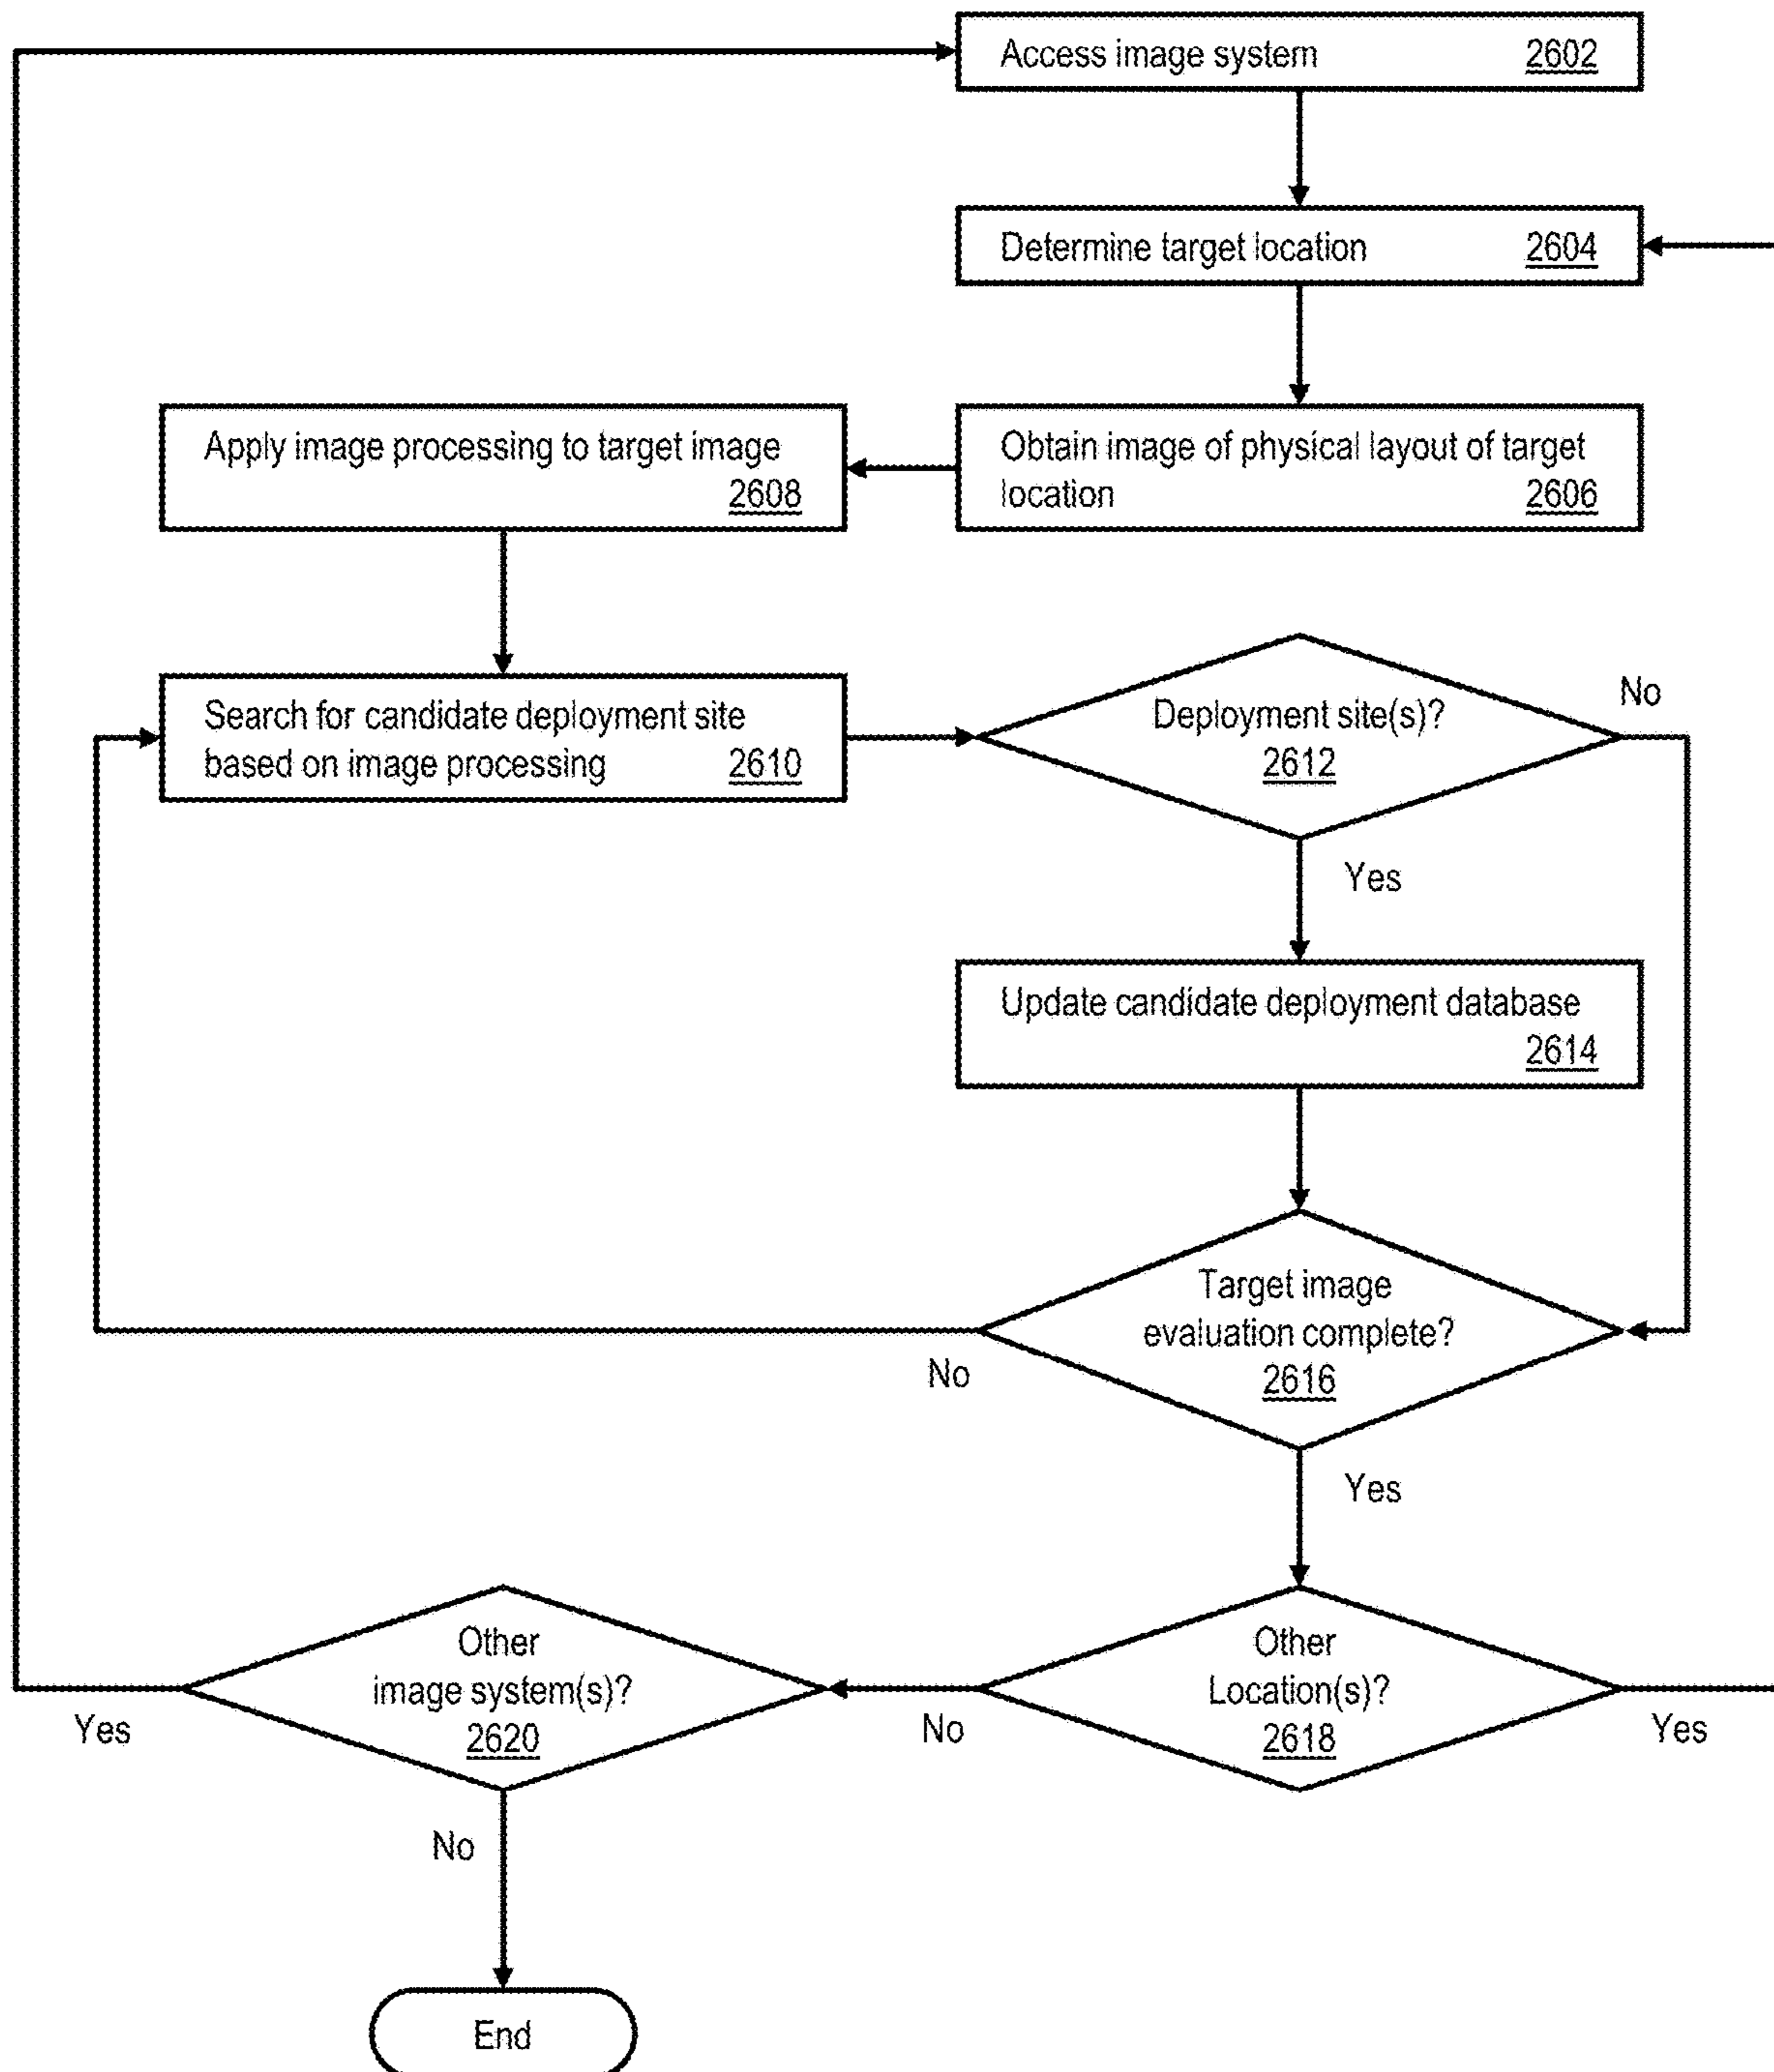 Access image system 2602
Determine target location 2604
Obtain image of physical layout of target
location 2606
Apply image processing to target image
2608
Search for candidate deployment site
based on image processing 2610
Deployment site(s)?
2612
No
Yes
Update candidate deployment database
2614
Target image
evaluation complete?
2616
No
Yes
Other
Location(s)?
2618
Yes
No
Other
image system(s)?
2620
Yes
No
End